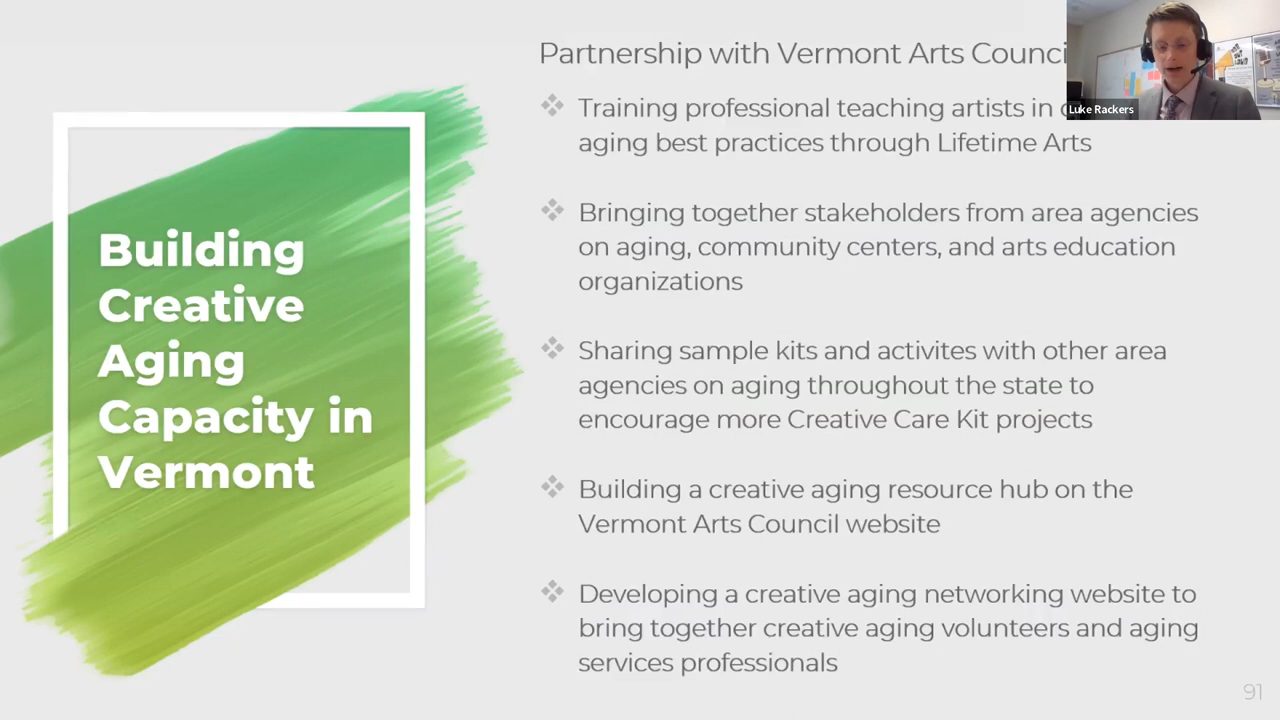 Building
Creative
Aging
Capacity in
Vermont
Partnership with Vermont Arts
❖ Training professional teaching artists in
aging best practices through Lifetime Arts
❖ Bringing together stakeholders from area agencies
on aging, community centers, and arts education
organizations
❖ Sharing sample kits and activites with other area
agencies on aging throughout the state to
encourage more Creative Care Kit projects
❖ Building a creative aging resource hub on the
Vermont Arts Council website
❖ Developing a creative aging networking website to
bring together creative aging volunteers and aging
services professionals
Luke Rackers
91